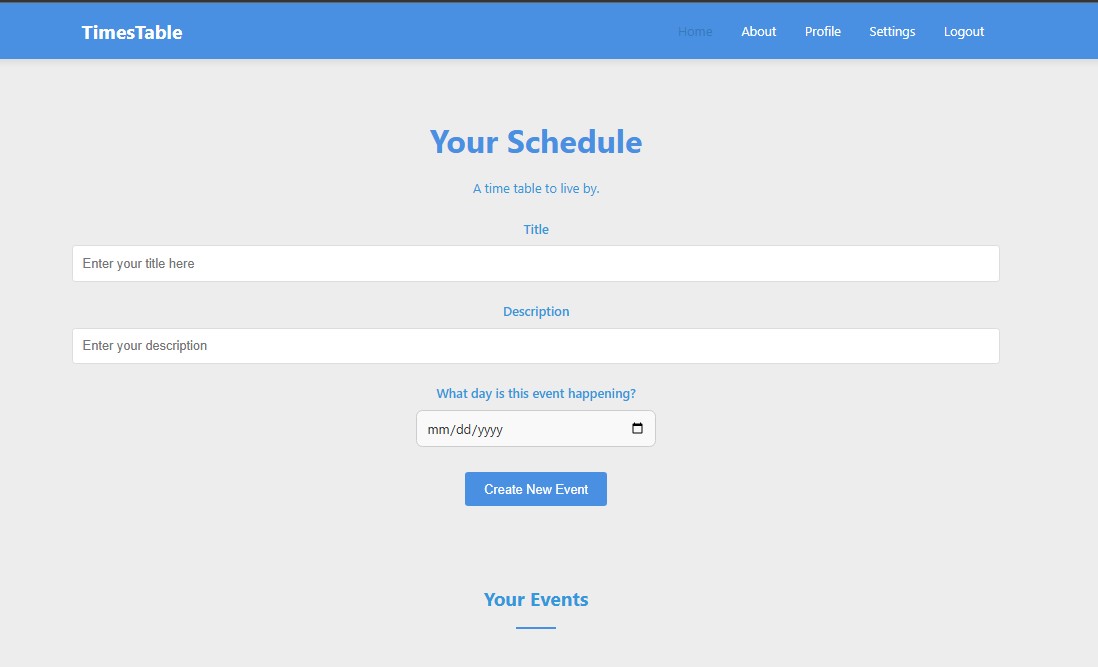 TimesTable
Home About Profile Settings Logout
Your Schedule
A time table to live by.
Title
Enter your title here
Description
Enter your description
What day is this event happening?
mm/dd/yyyy
Create New Event
Your Events